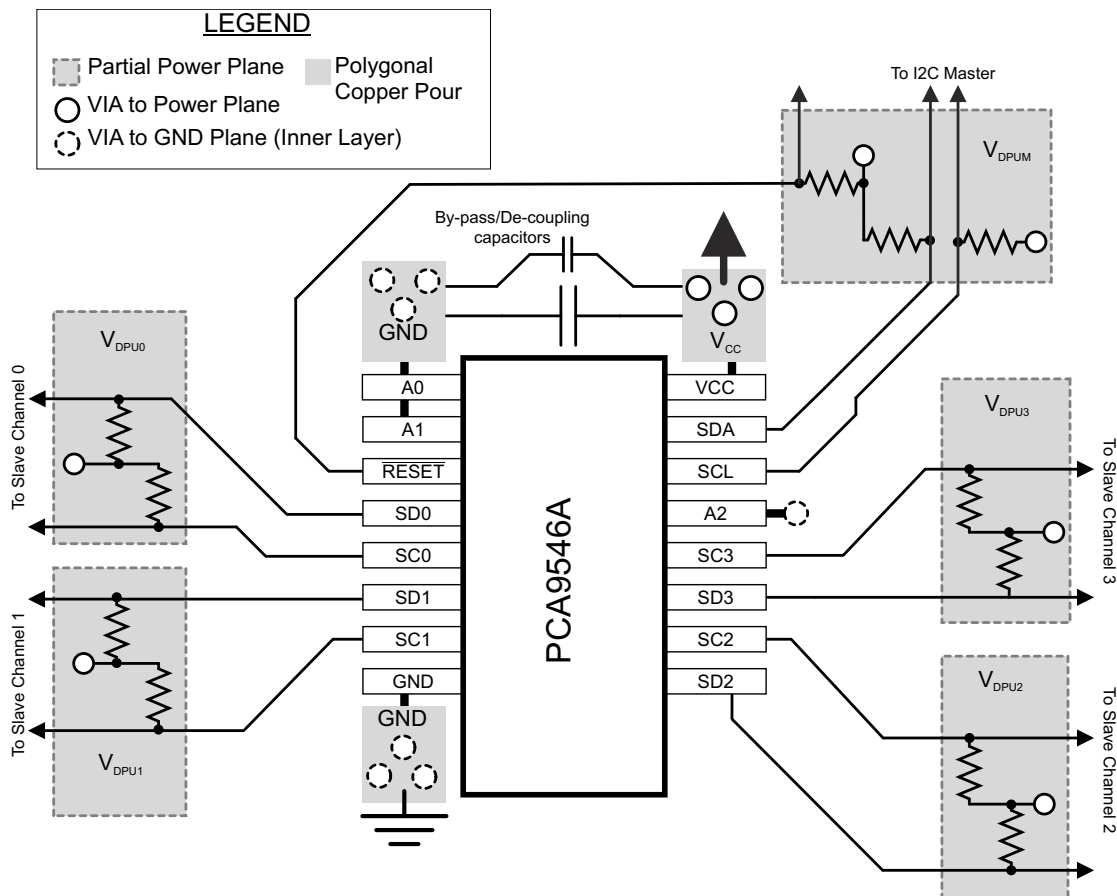 LEGEND
Partial Power Plane
Polygonal
Copper Pour
VIA to Power Plane
VIA to GND Plane (Inner Layer)
To I2C Master
VDPUM
By-pass/De-coupling
capacitors
GND
VCC
VDPU0
To Slave Channel 0
VDPU1
To Slave Channel 1
A0
A1
RESET
SD0
SC0
SD1
SC1
GND
GND
PCA9546A
VCC
SDA
SCL
A2
SC3
SD3
SC2
SD2
VDPU3
To Slave Channel 3
VDPU2
To Slave Channel 2